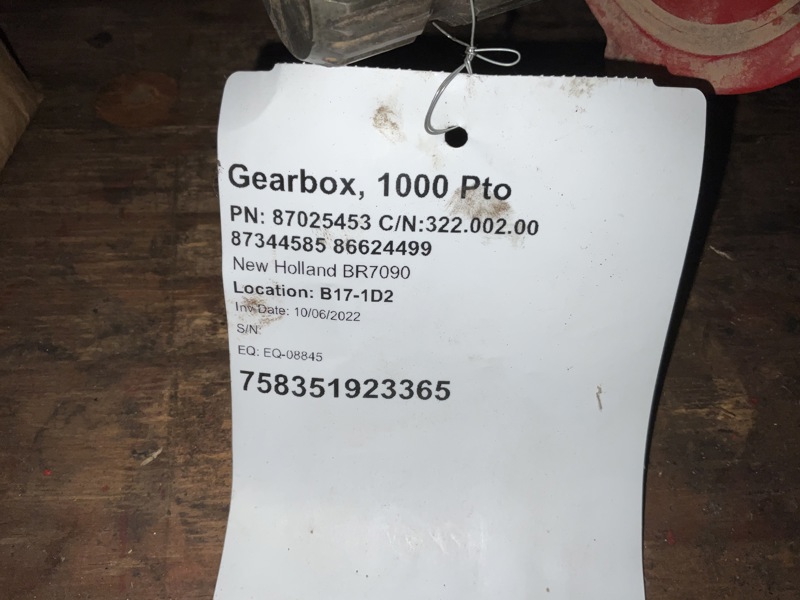 Gearbox, 1000 Pto
PN: 87025453 C/N:322.002.00
87344585 86624499
New Holland BR7090
Location: B17-1D2
Inv Date: 10/06/2022
S/N:
EQ: EQ-08845
758351923365